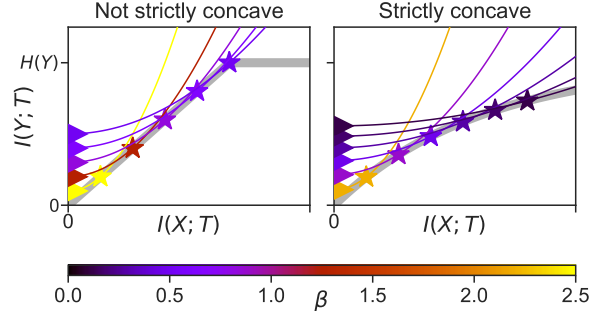 Not strictly concave
Strictly concave
H(Y)
I(Y; T)
0
0
I(X; T)
0
I(X; T)
0.0 0.5 1.0 1.5 2.0 2.5
β